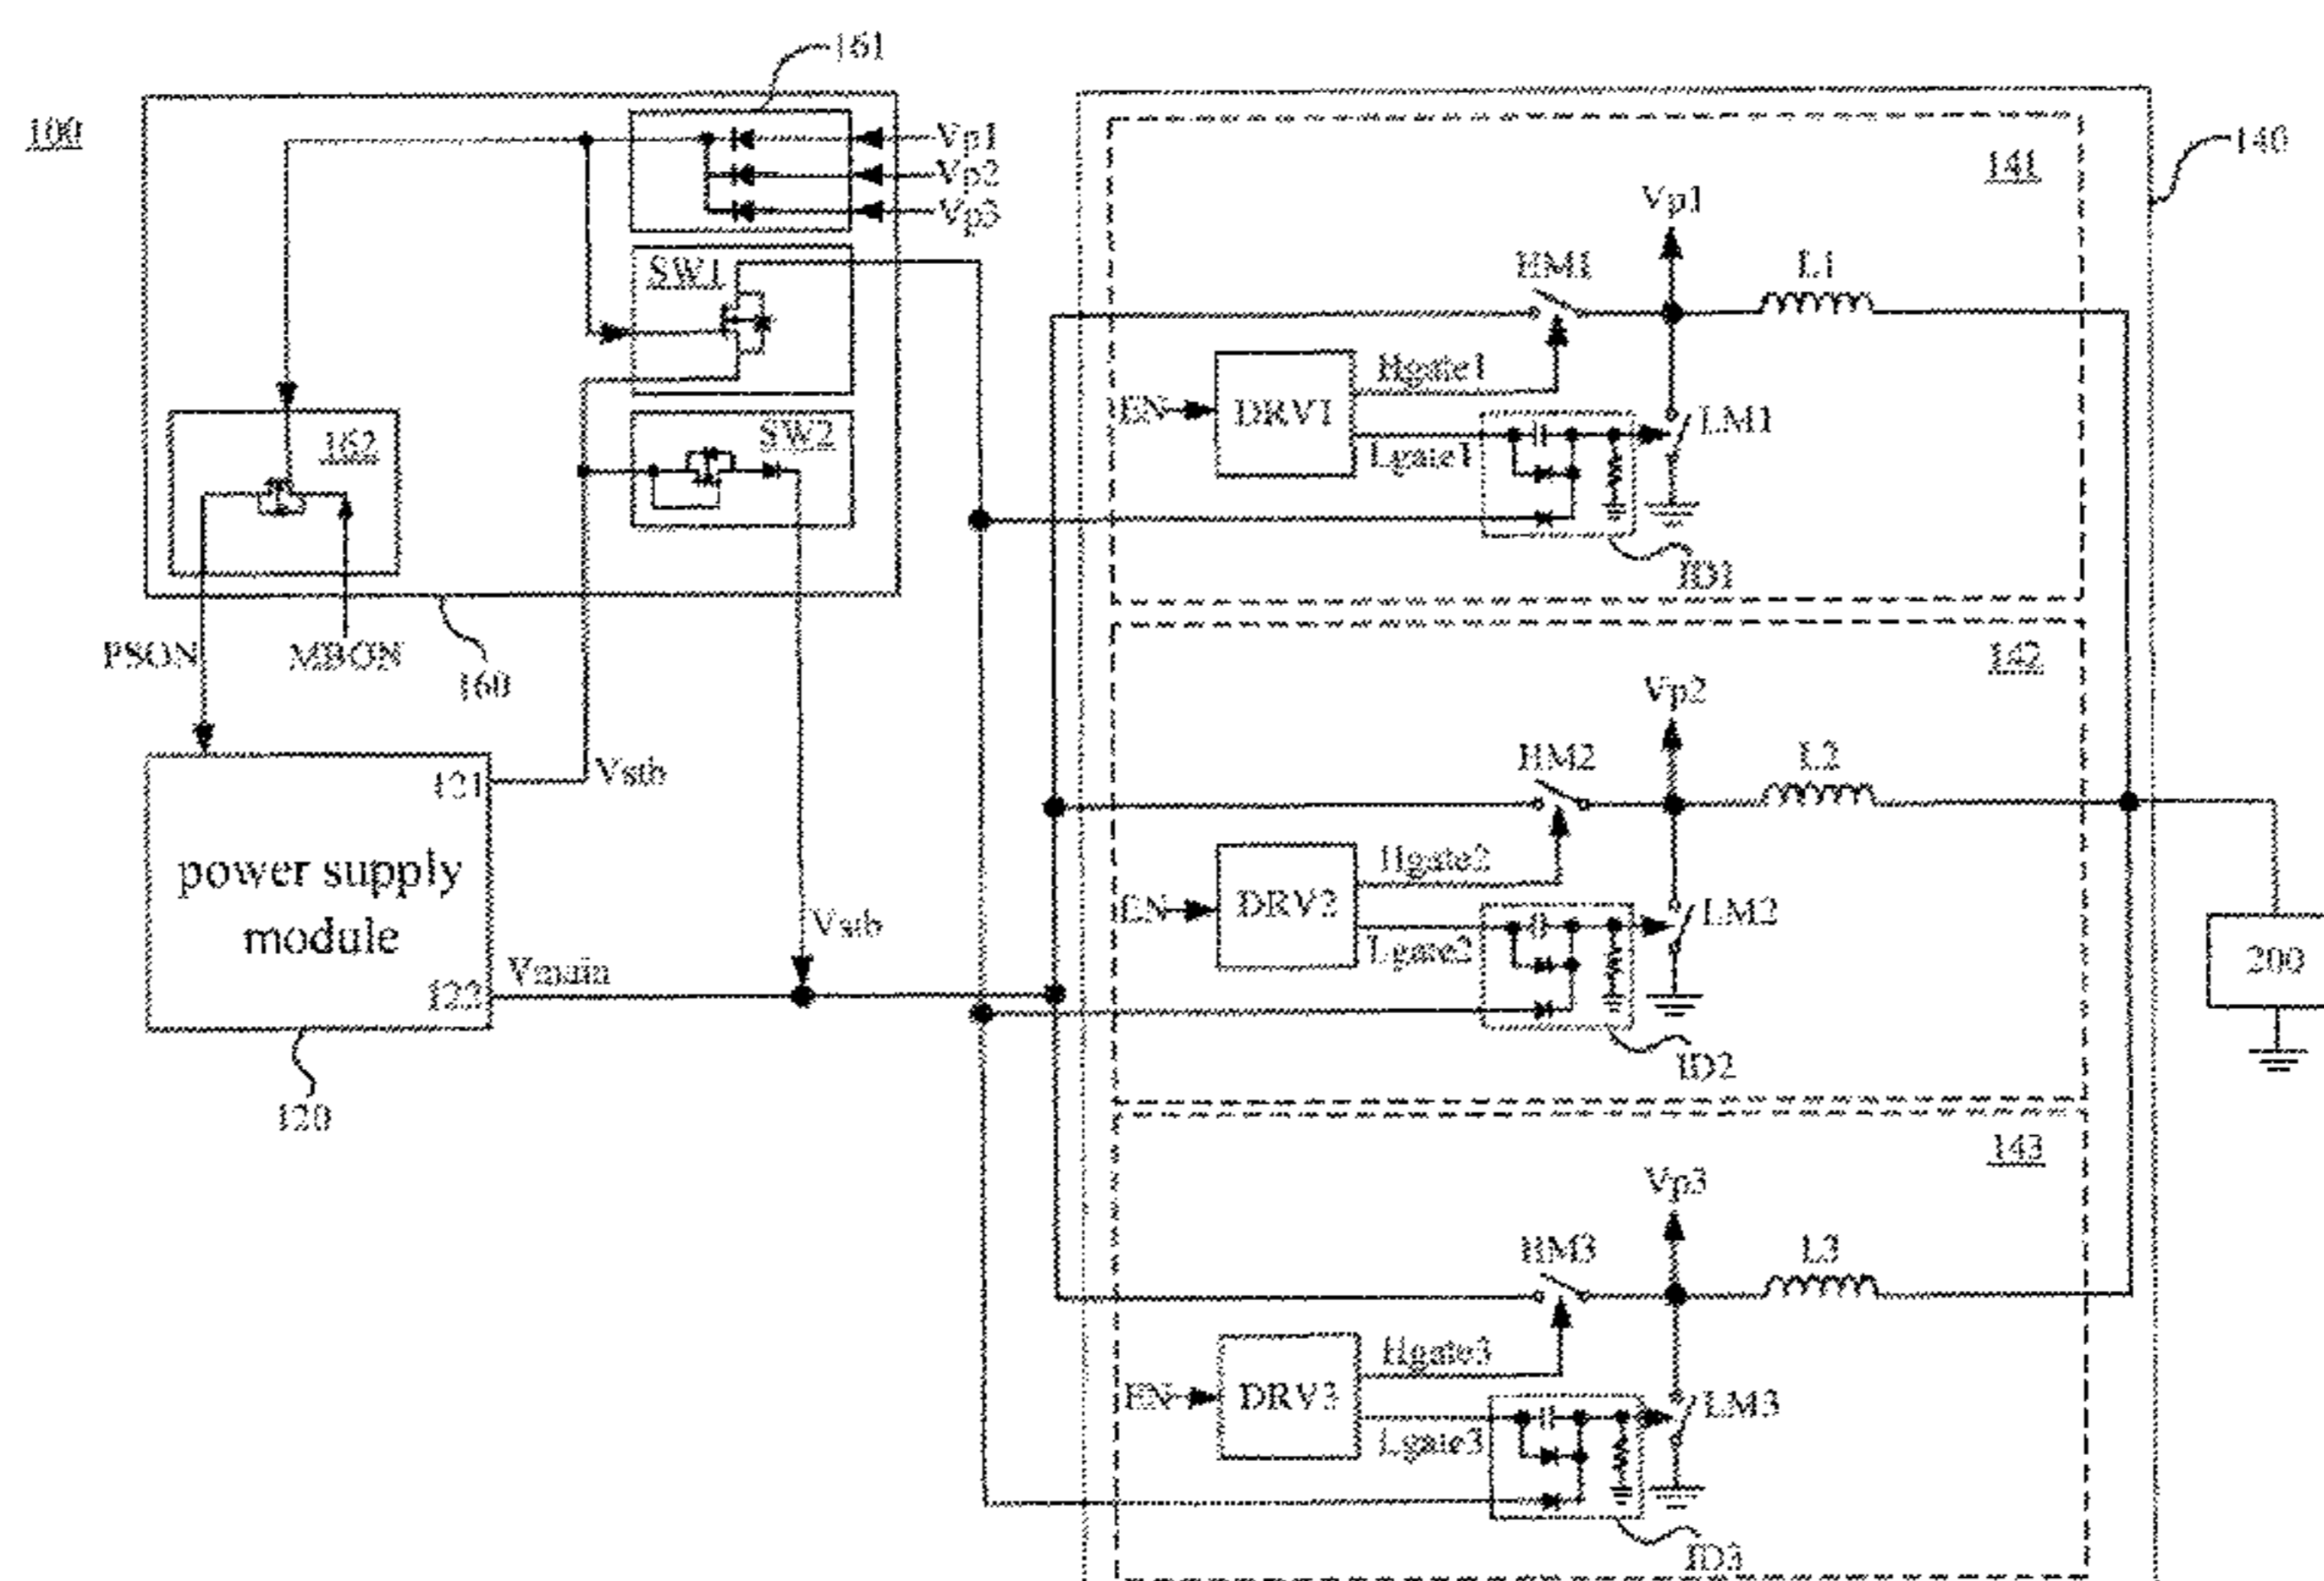 100
161
Vp1
Vp2
Vp3
SW1
SW2
162
PSON
MBON
160
121
Vstb
power supply
module
Vstb
122
Vmain
120
140
141
Vp1
HM1
L1
EN
DRV1
Hgate1
Lgate1
LM1
ID1
142
Vp2
HM2
L2
EN
DRV2
Hgate2
Lgate2
LM2
ID2
200
143
Vp3
HM3
L3
EN
DRV3
Hgate3
Lgate3
LM3
ID3